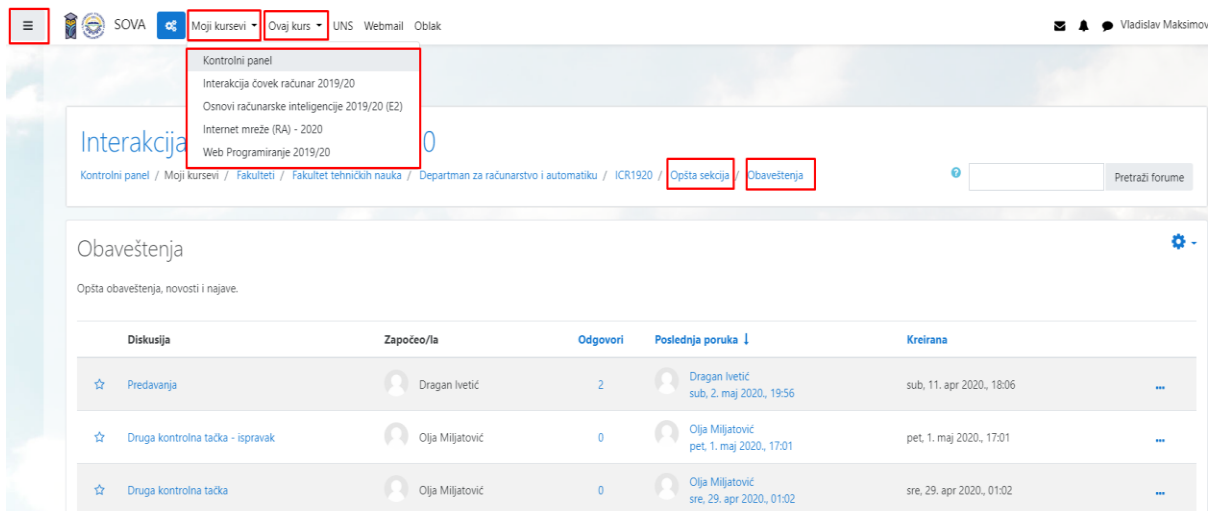 SOVA Moji kursevi Ovaj kurs UNS Webmail Oblak Vladislav Maksimov
Kontrolni panel
Interakcija čovek računar 2019/20
Osnovi računarske inteligencije 2019/20 (E2)
Internet mreže (RA) - 2020
Web Programiranje 2019/20
Interakcija 0
Kontrolni panel / Moji kursevi / Fakulteti / Fakultet tehničkih nauka / Departman za računarstvo i automatiku / ICR1920 / Opšta sekcija / Obaveštenja
Pretraži forume
Obaveštenja
Opšta obaveštenja, novosti i najave.
Diskusija Započeo/la Odgovori Poslednja poruka ↓ Kreirana
Predavanja Dragan Ivetić 2 Dragan Ivetić sub, 11. apr 2020., 18:06
sub, 2. maj 2020., 19:56
Druga kontrolna tačka - ispravak Olja Miljatović 0 Olja Miljatović pet, 1. maj 2020., 17:01
pet, 1. maj 2020., 17:01
Druga kontrolna tačka Olja Miljatović 0 Olja Miljatović sre, 29. apr 2020., 01:02
sre, 29. apr 2020., 01:02